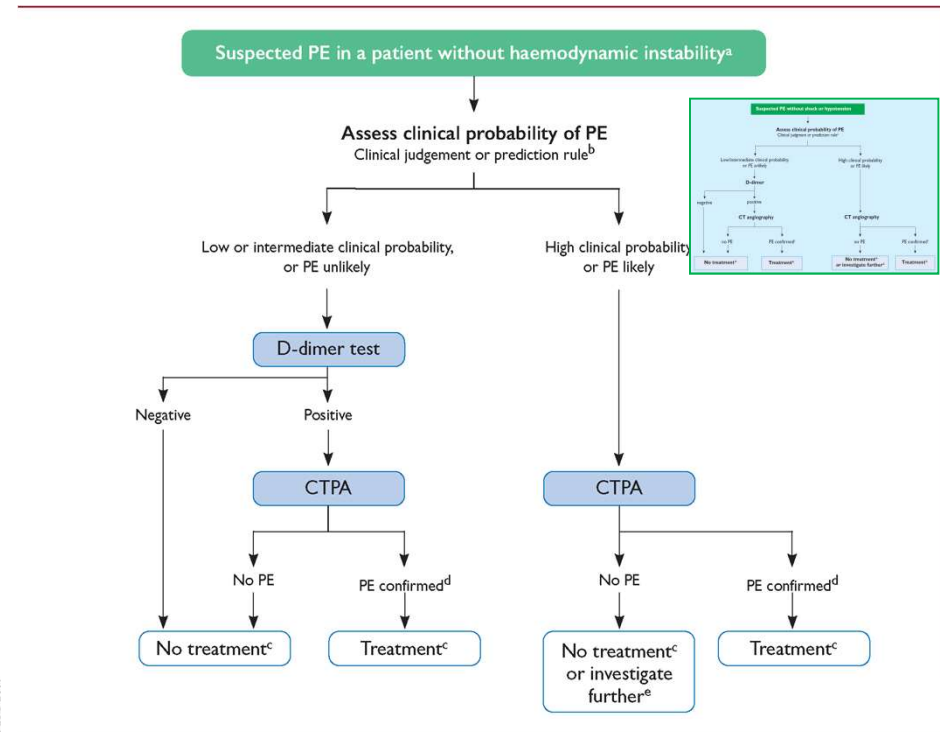 Suspected PE in a patient without haemodynamic instabilityᵃ
Assess clinical probability of PE
Clinical judgement or prediction ruleᵇ
Low or intermediate clinical probability,
or PE unlikely
High clinical probability
or PE likely
D-dimer test
Negative
Positive
CTPA
CTPA
No PE
PE confirmedᵈ
No PE
PE confirmedᵈ
No treatmentᶜ
Treatmentᶜ
No treatmentᶜ
or investigate
furtherᵉ
Treatmentᶜ
Suspected PE without shock or hypotension
Assess clinical probability of PE
Clinical judgment or prediction rule
Low/intermediate clinical probability
or PE unlikely
High clinical probability
or PE likely
D-dimer
negative
positive
CT angiography
CT angiography
no PE
PE confirmed
no PE
PE confirmed
No treatment
Treatment
No treatment
or investigate further
Treatment